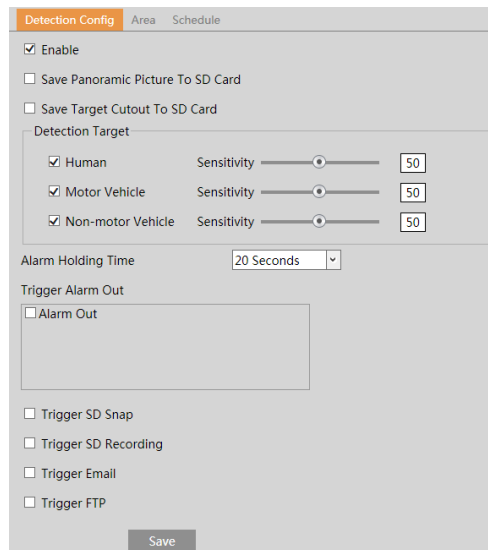 Detection Config Area Schedule
Enable
Save Panoramic Picture To SD Card
Save Target Cutout To SD Card
Detection Target
Human Sensitivity 50
Motor Vehicle Sensitivity 50
Non-motor Vehicle Sensitivity 50
Alarm Holding Time 20 Seconds
Trigger Alarm Out
Alarm Out
Trigger SD Snap
Trigger SD Recording
Trigger Email
Trigger FTP
Save